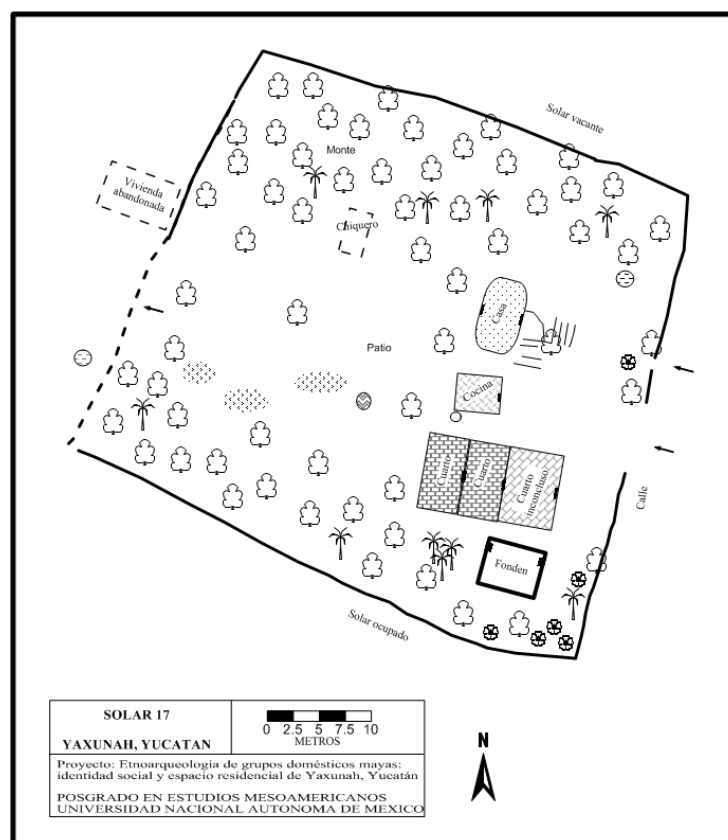 Solar vacante
Monte
Vivienda
abandonada
Chiquero
Casa
Patio
Cocina
Cuarto
Cuarto
Cuarto
inconcluso
Calle
Fonden
Solar ocupado
SOLAR 17
YAXUNAH, YUCATAN
0 2.5 5 7.5 10
METROS
Proyecto: Etnoarqueología de grupos domésticos mayas:
identidad social y espacio residencial de Yaxunah, Yucatán
POSGRADO EN ESTUDIOS MESOAMERICANOS
UNIVERSIDAD NACIONAL AUTONOMA DE MEXICO
N